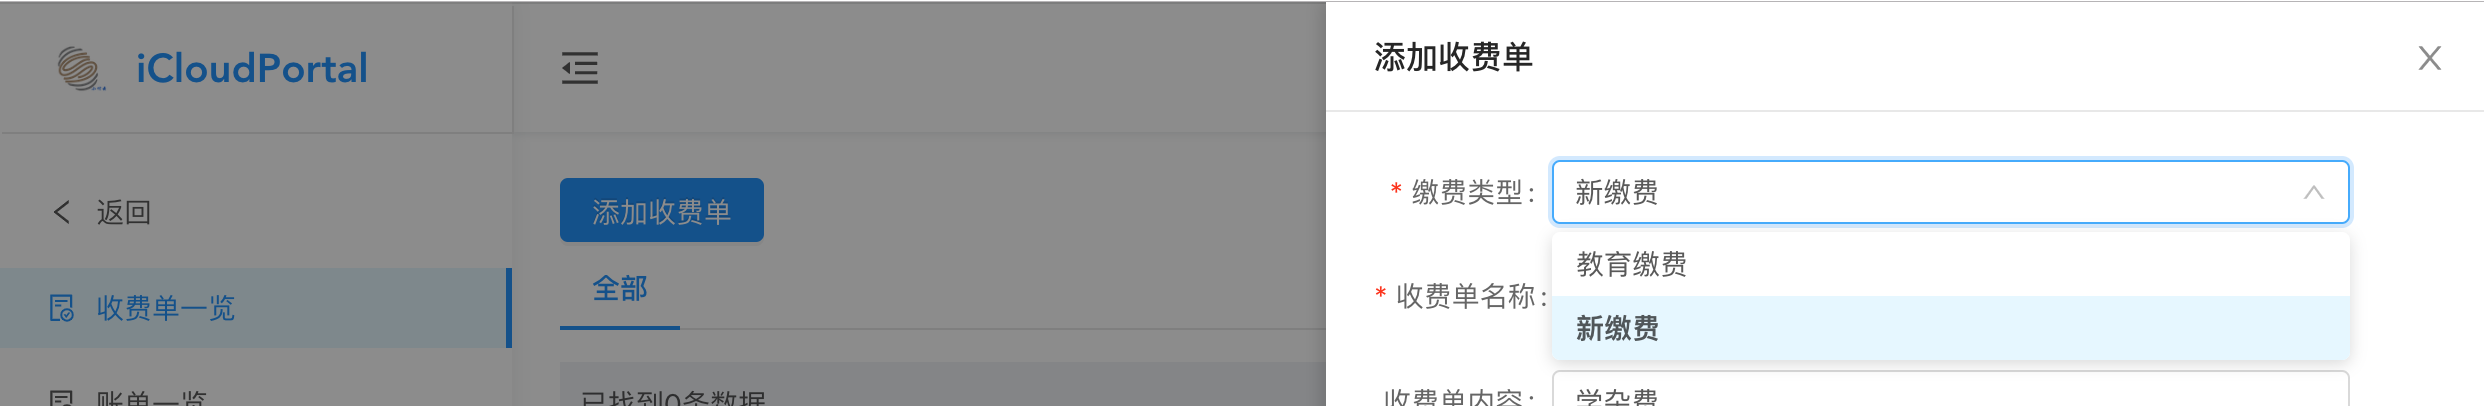 iCloudPortal
返回
收费单一览
账单一览
添加收费单
全部
已找到0条数据
添加收费单
* 缴费类型:
新缴费
教育缴费
新缴费
* 收费单名称:
收费单内容:
学杂费